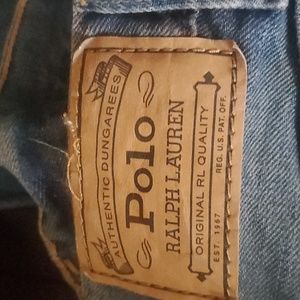 AUTHENTIC DUNGAREES
Polo
RALPH LAUREN
ORIGINAL RL QUALITY
EST. 1967 REG. U.S. PAT. OFF.